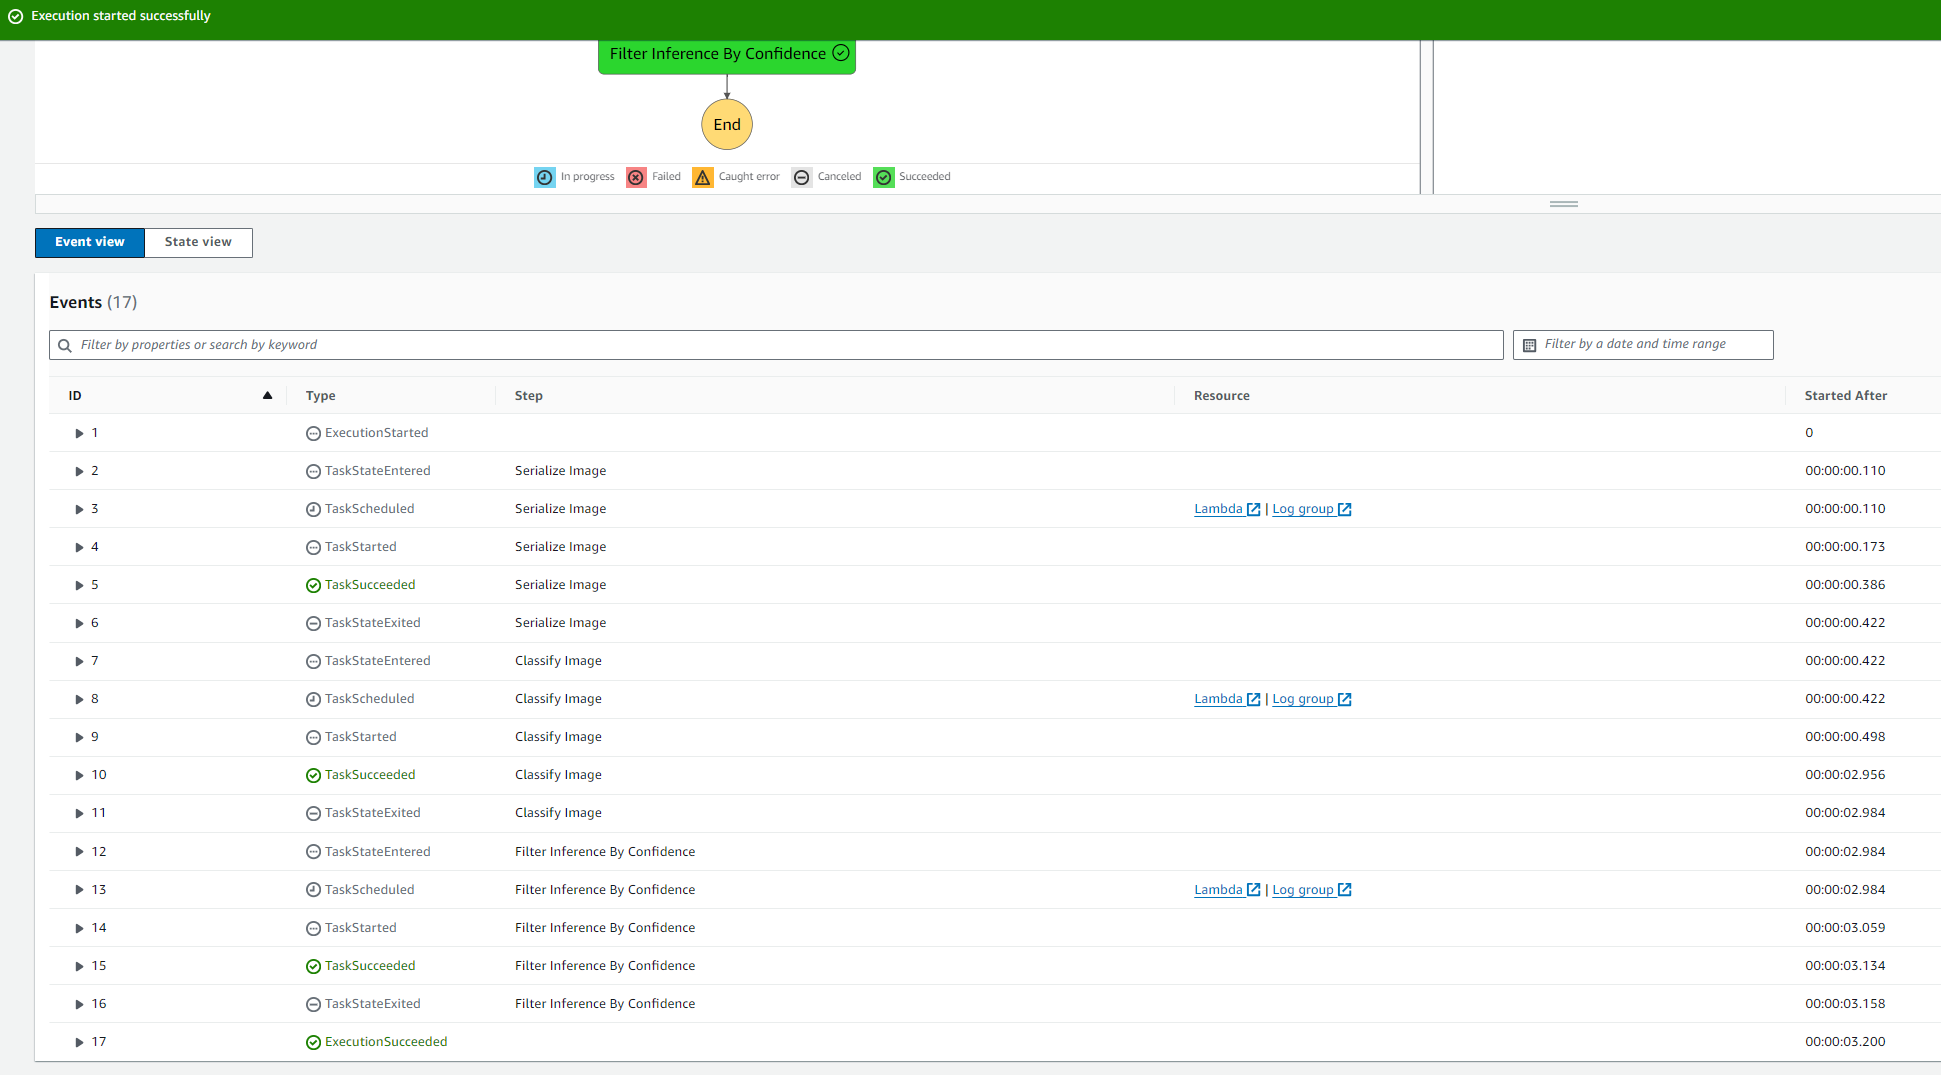 Execution started successfully
Filter Inference By Confidence
End
In progress Failed Caught error Canceled Succeeded
Event view State view
Events (17)
Filter by properties or search by keyword Filter by a date and time range
ID Type Step Resource Started After
1 ExecutionStarted 0
2 TaskStateEntered Serialize Image 00:00:00.110
3 TaskScheduled Serialize Image Lambda | Log group 00:00:00.110
4 TaskStarted Serialize Image 00:00:00.173
5 TaskSucceeded Serialize Image 00:00:00.386
6 TaskStateExited Serialize Image 00:00:00.422
7 TaskStateEntered Classify Image 00:00:00.422
8 TaskScheduled Classify Image Lambda | Log group 00:00:00.422
9 TaskStarted Classify Image 00:00:00.498
10 TaskSucceeded Classify Image 00:00:02.956
11 TaskStateExited Classify Image 00:00:02.984
12 TaskStateEntered Filter Inference By Confidence 00:00:02.984
13 TaskScheduled Filter Inference By Confidence Lambda | Log group 00:00:02.984
14 TaskStarted Filter Inference By Confidence 00:00:03.059
15 TaskSucceeded Filter Inference By Confidence 00:00:03.134
16 TaskStateExited Filter Inference By Confidence 00:00:03.158
17 ExecutionSucceeded 00:00:03.200